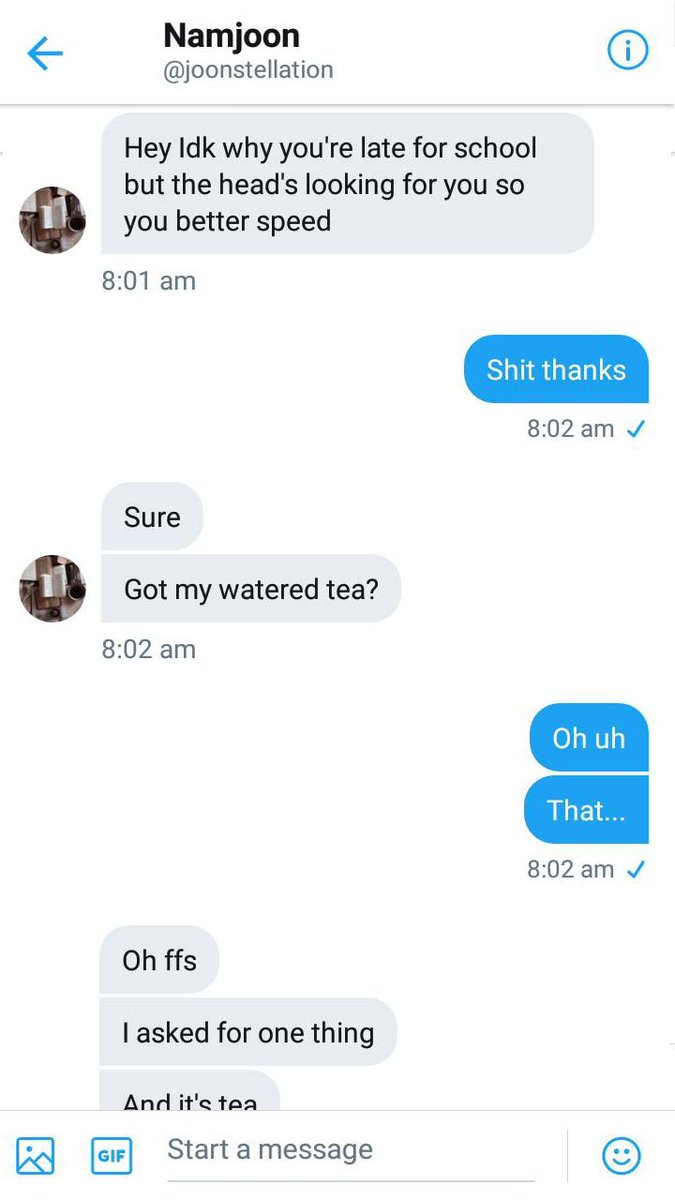 Namjoon
@joonstellation
Hey Idk why you're late for school
but the head's looking for you so
you better speed
8:01 am
Shit thanks
8:02 am
Sure
Got my watered tea?
8:02 am
Oh uh
That...
8:02 am
Oh ffs
I asked for one thing
And it's tea
GIF
Start a message